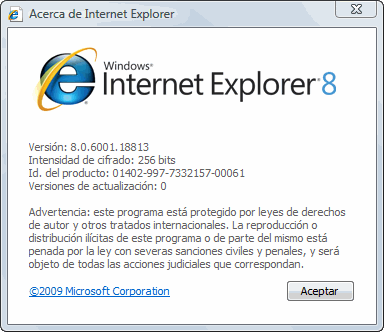 Acerca de Internet Explorer
Windows®
Internet Explorer 8
Versión: 8.0.6001.18813
Intensidad de cifrado: 256 bits
Id. del producto: 01402-997-7332157-00061
Versiones de actualización: 0
Advertencia: este programa está protegido por leyes de derechos
de autor y otros tratados internacionales. La reproducción o
distribución ilícitas de este programa o de parte del mismo está
penada por la ley con severas sanciones civiles y penales, y será
objeto de todas las acciones judiciales que correspondan.
©2009 Microsoft Corporation
Aceptar